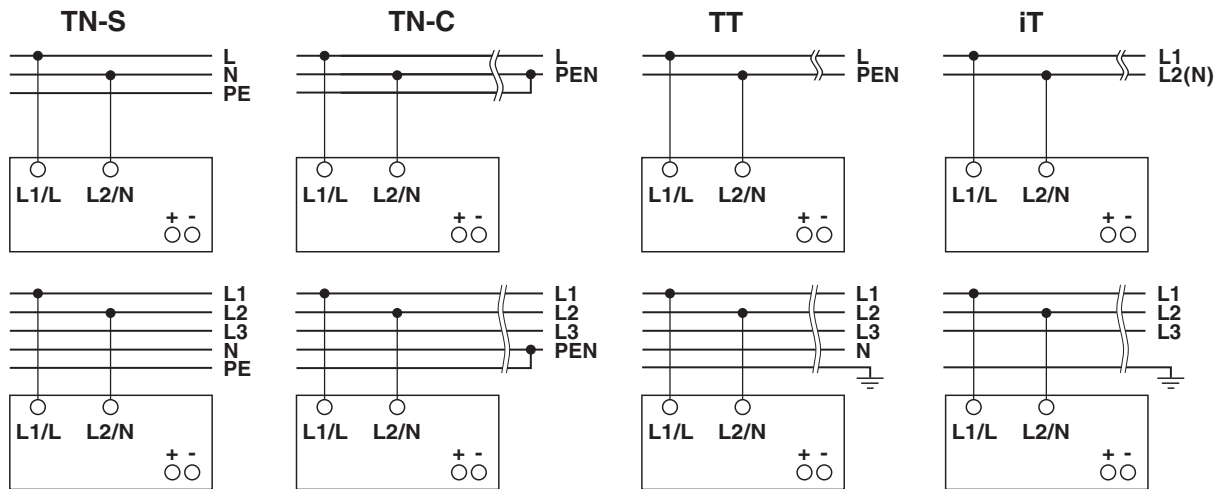 TN-S
TN-C
TT
iT
L
N
PE
L1/L L2/N
+ -
L
PEN
L1/L L2/N
+ -
L
PEN
L1/L L2/N
+ -
L1
L2(N)
L1/L L2/N
+ -
L1
L2
L3
N
PE
L1/L L2/N
+ -
L1
L2
L3
PEN
L1/L L2/N
+ -
L1
L2
L3
N
L1/L L2/N
+ -
L1
L2
L3
L1/L L2/N
+ -